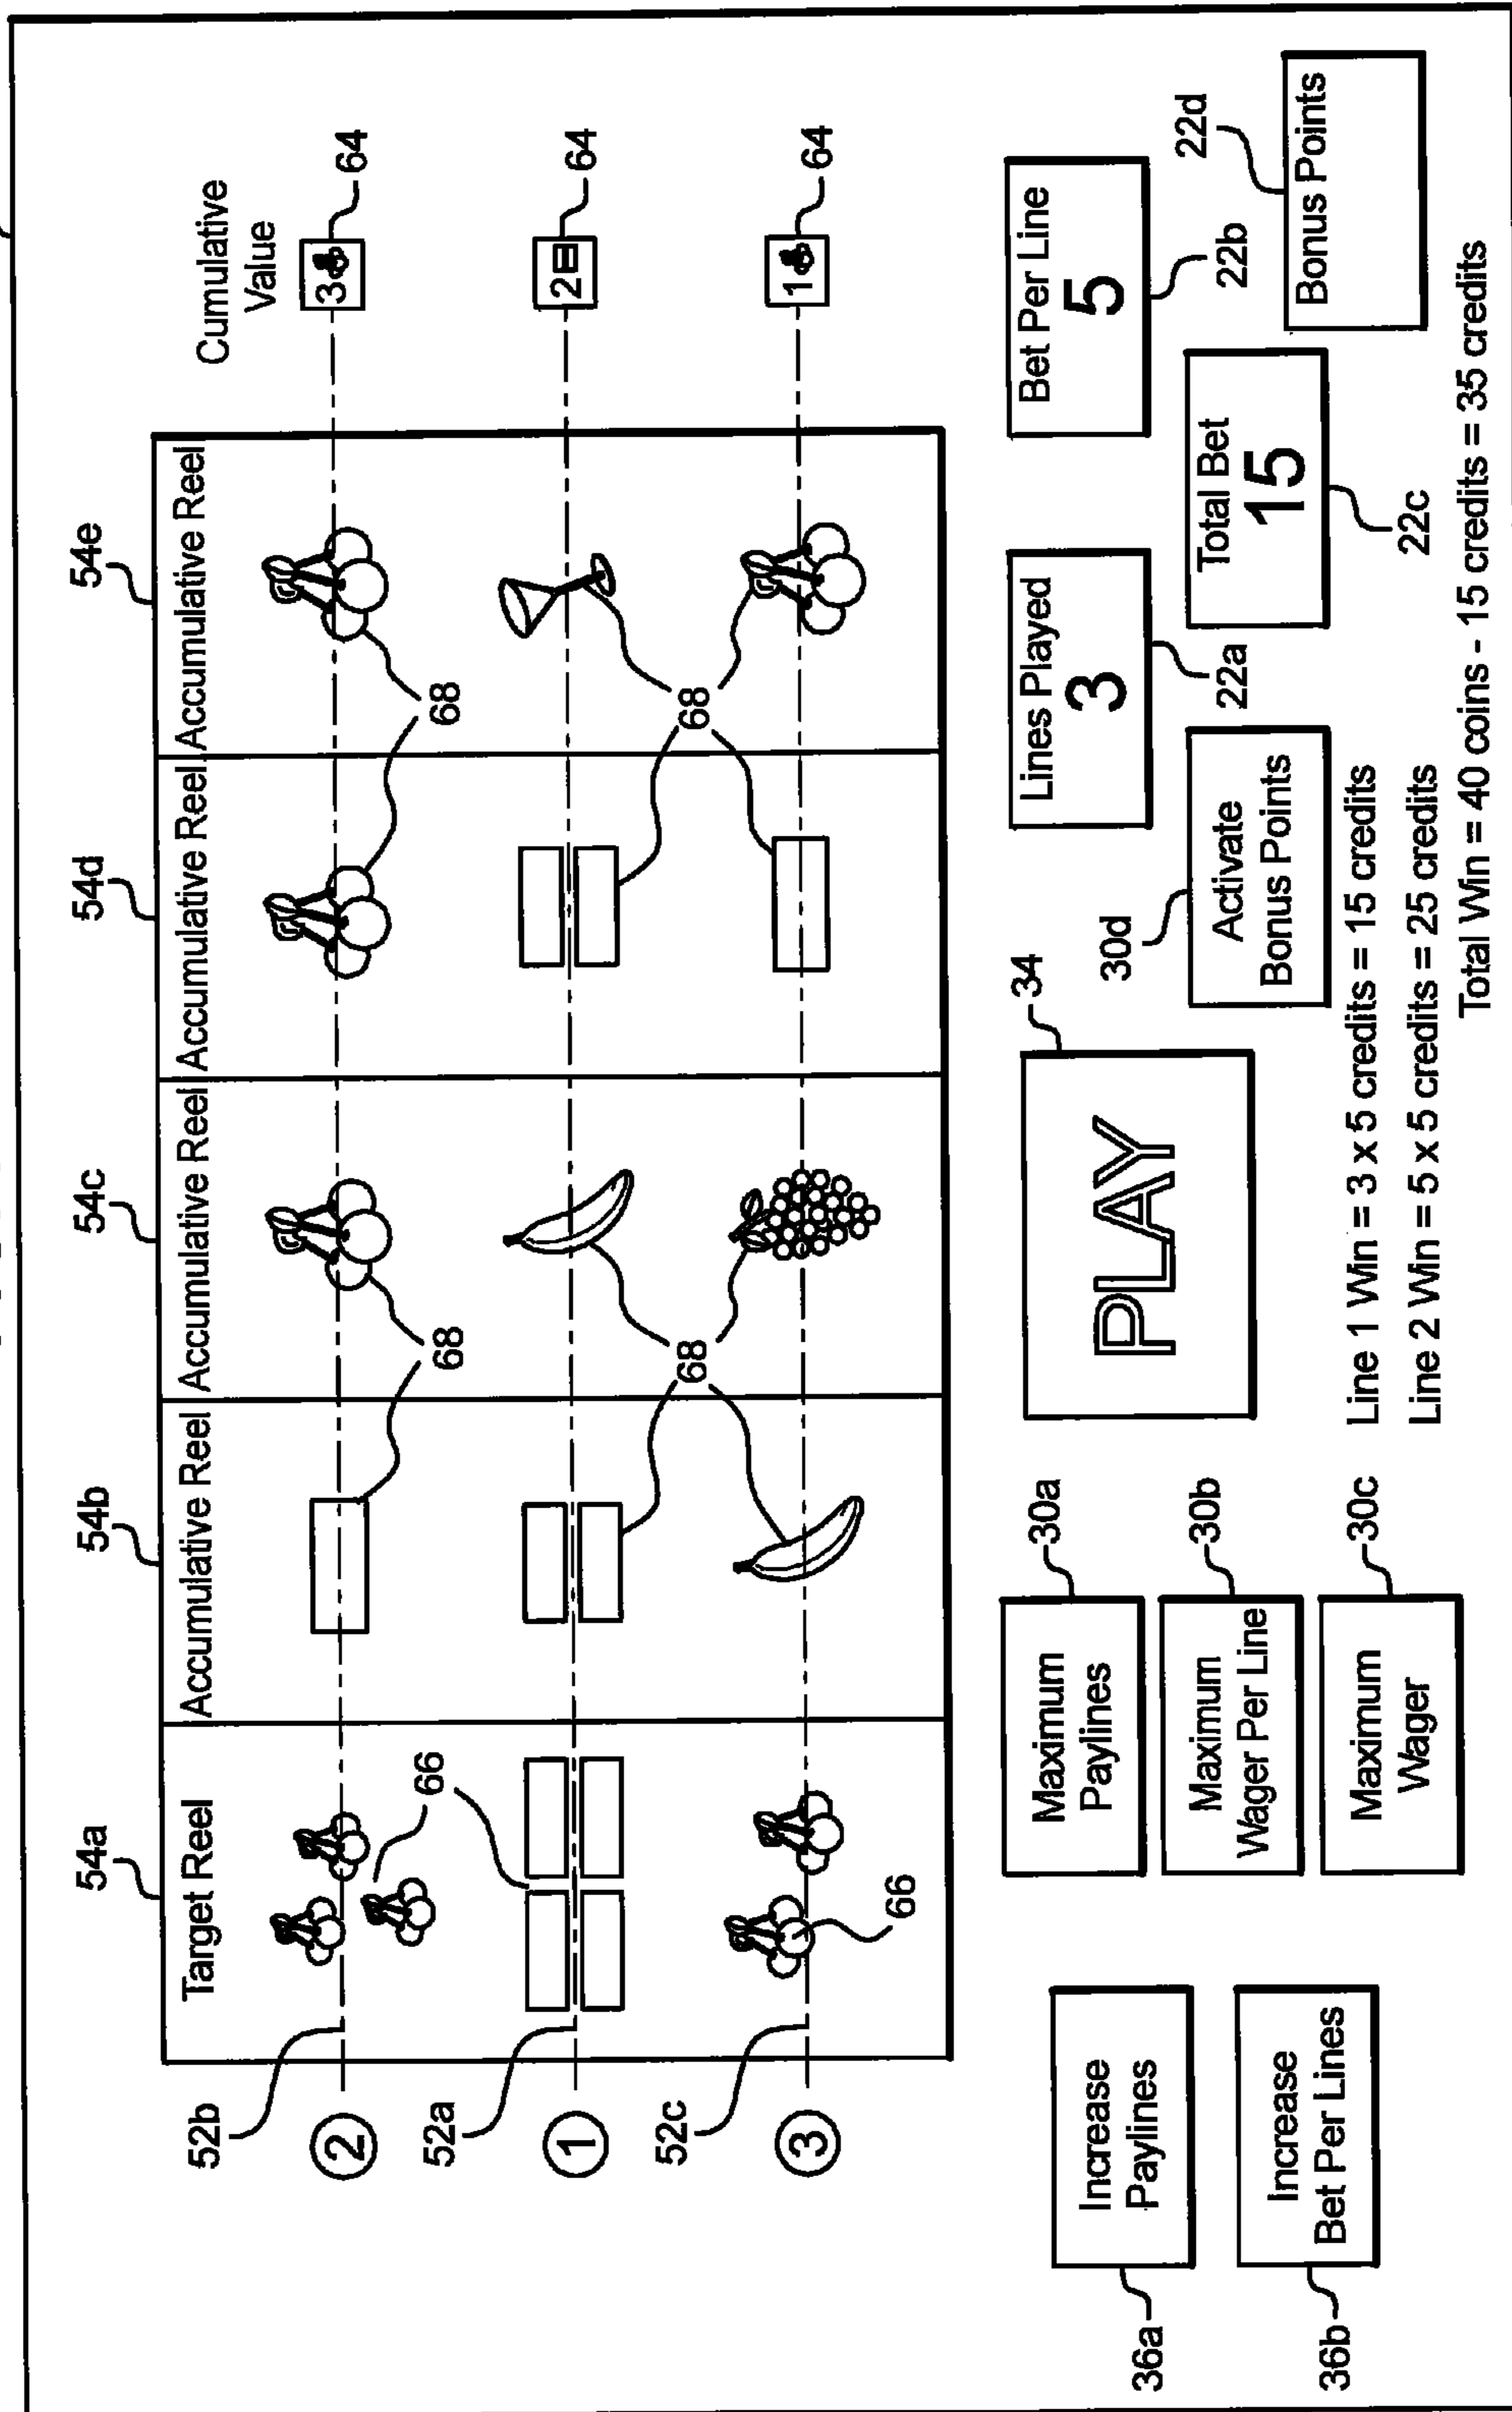 54a
54b
54c
54d
54e
Target Reel
Accumulative Reel
Accumulative Reel
Accumulative Reel
Accumulative Reel
Cumulative
Value
52b
2
66
68
68
3
64
52a
1
2
64
52c
3
66
68
68
1
64
36a
Increase
Paylines
36b
Increase
Bet Per Lines
Maximum
Paylines
30a
Maximum
Wager Per Line
30b
Maximum
Wager
30c
PLAY
34
30d
Activate
Bonus Points
Lines Played
3
22a
Total Bet
15
22c
Bet Per Line
5
22b
22d
Bonus Points
Line 1 Win = 3 x 5 credits = 15 credits
Line 2 Win = 5 x 5 credits = 25 credits
Total Win = 40 coins - 15 credits = 35 credits